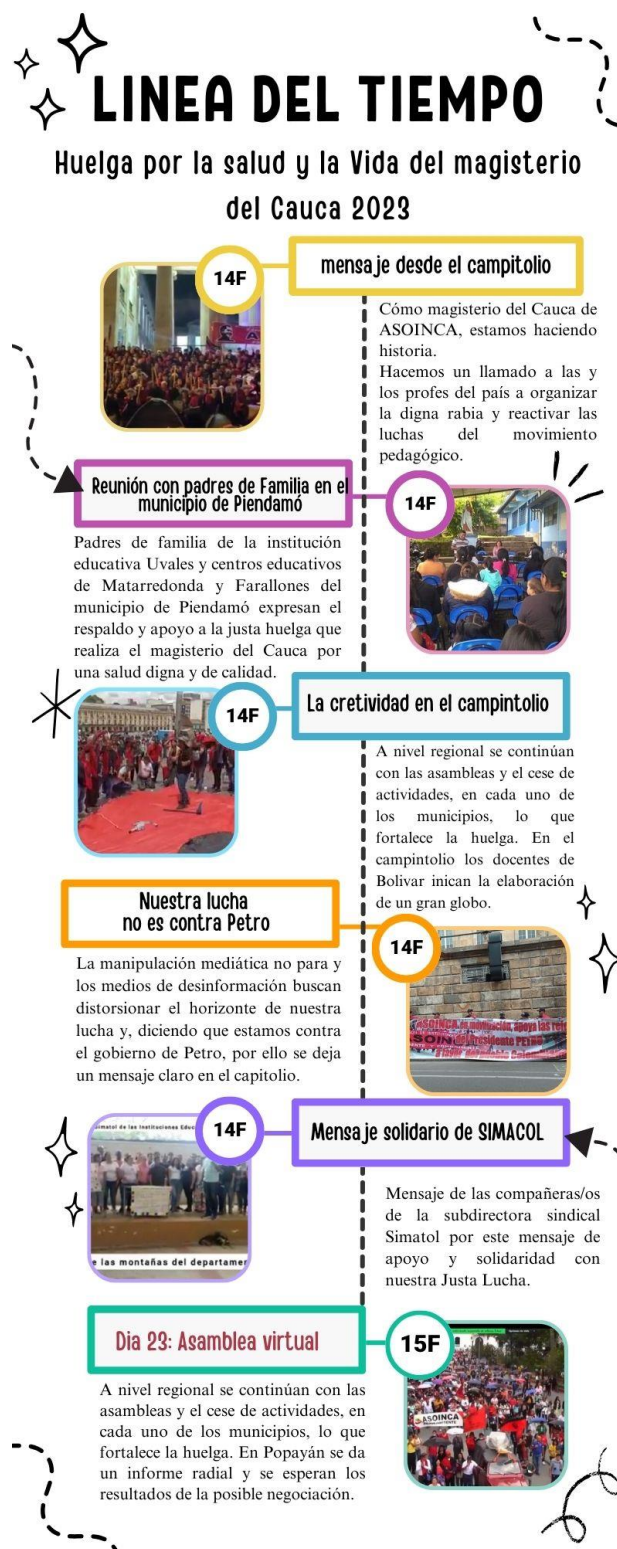 LINEA DEL TIEMPO
Huelga por la salud y la Vida del magisterio
del Cauca 2023
14F
mensaje desde el campitolio
Cómo magisterio del Cauca de
ASOINCA, estamos haciendo
historia.
Hacemos un llamado a las y
los profes del país a organizar
la digna rabia y reactivar las
luchas del movimiento
pedagógico.
Reunión con padres de Familia en el
municipio de Piendamó
14F
Padres de familia de la institución
educativa Uvales y centros educativos
de Matarredonda y Farallones del
municipio de Piendamó expresan el
respaldo y apoyo a la justa huelga que
realiza el magisterio del Cauca por
una salud digna y de calidad.
14F
La cretividad en el campintolio
A nivel regional se continúan
con las asambleas y el cese de
actividades, en cada uno de
los municipios, lo que
fortalece la huelga. En el
campintolio los docentes de
Bolivar inican la elaboración
de un gran globo.
Nuestra lucha
no es contra Petro
14F
La manipulación mediática no para y
los medios de desinformación buscan
distorsionar el horizonte de nuestra
lucha y, diciendo que estamos contra
el gobierno de Petro, por ello se deja
un mensaje claro en el capitolio.
ASOINCA en movilización, apoya las
del Presidente PETRO
14F
Mensaje solidario de SIMACOL
simatol de las Instituciones Educ
e las montañas del departamen
Mensaje de las compañeras/os
de la subdirectora sindical
Simatol por este mensaje de
apoyo y solidaridad con
nuestra Justa Lucha.
Dia 23: Asamblea virtual
15F
A nivel regional se continúan con las
asambleas y el cese de actividades, en
cada uno de los municipios, lo que
fortalece la huelga. En Popayán se da
un informe radial y se esperan los
resultados de la posible negociación.
ASOINCA